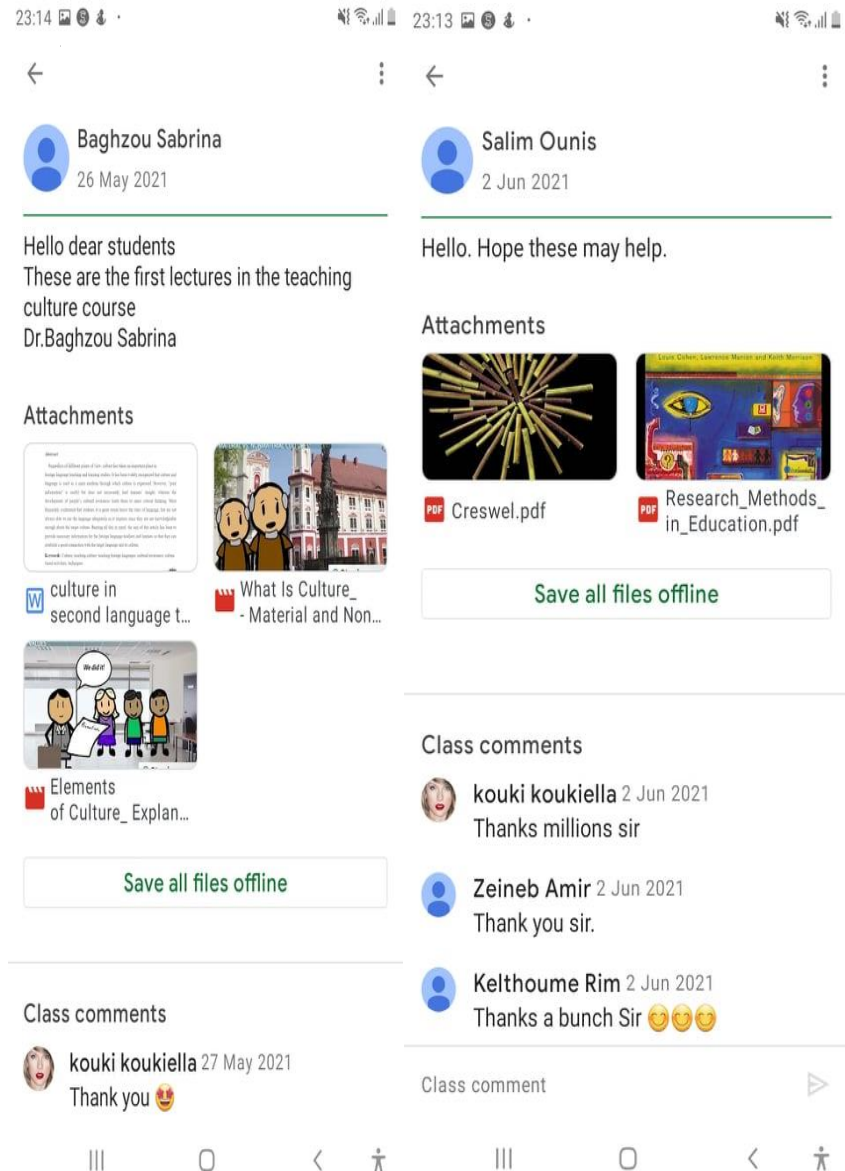 23:14
Baghzou Sabrina
26 May 2021
Hello dear students
These are the first lectures in the teaching
culture course
Dr.Baghzou Sabrina
Attachments
Abstract
W
culture in
second language t...
What Is Culture_
- Material and Non...
We did it!
Elements
of Culture_ Explan...
Save all files offline
Class comments
kouki koukiella 27 May 2021
Thank you
23:13
Salim Ounis
2 Jun 2021
Hello. Hope these may help.
Attachments
Louis Cohen, Lawrence Manion and Keith Morrison
PDF
Creswel.pdf
PDF
Research_Methods_
in_Education.pdf
Save all files offline
Class comments
kouki koukiella 2 Jun 2021
Thanks millions sir
Zeineb Amir 2 Jun 2021
Thank you sir.
Kelthoume Rim 2 Jun 2021
Thanks a bunch Sir
Class comment